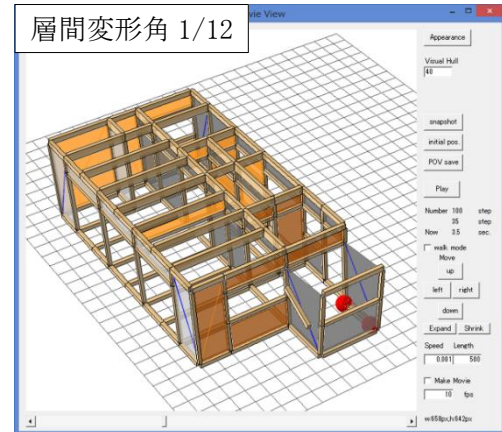 層間変形角 1/12
vie View
Appearance
Visual Hull
40
snapshot
initial pos.
POV save
Play
Number 100 step
35 step
Now 3.5 sec.
walk mode
Move
up
left right
down
Expand Shrink
Speed Length
0.001 500
Make Movie
10 fps
w:658px,h:642px